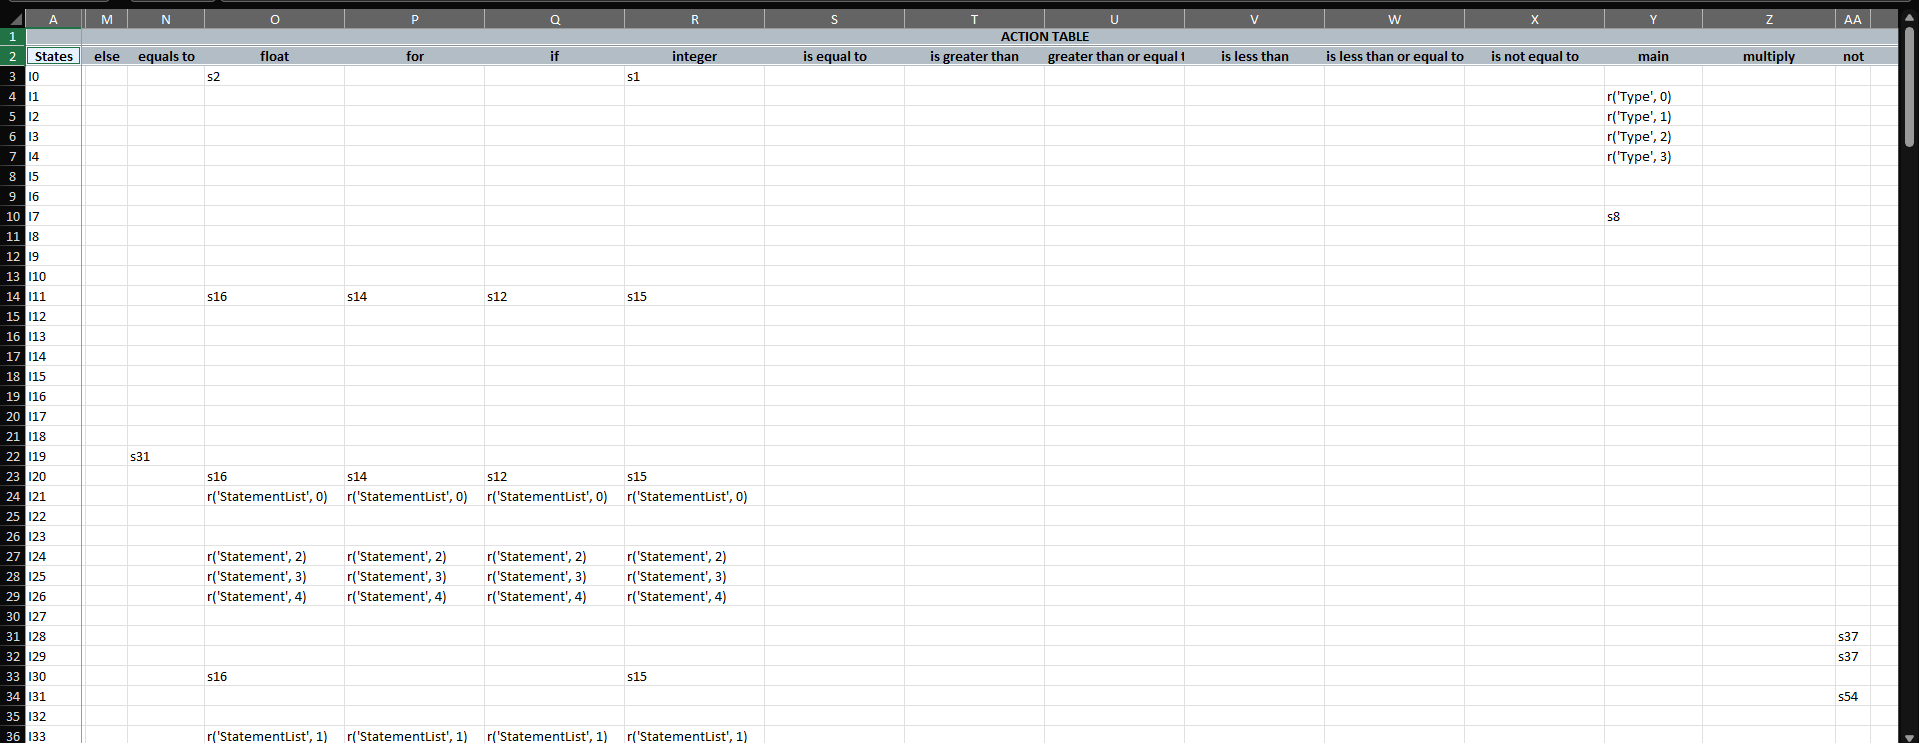 A M N O P Q R S T U V W X Y Z AA
1 ACTION TABLE
2 States else equals to float for if integer is equal to is greater than greater than or equal t is less than is less than or equal to is not equal to main multiply not
3 I0 s2 s1
4 I1 r('Type', 0)
5 I2 r('Type', 1)
6 I3 r('Type', 2)
7 I4 r('Type', 3)
8 I5
9 I6
10 I7 s8
11 I8
12 I9
13 I10
14 I11 s16 s14 s12 s15
15 I12
16 I13
17 I14
18 I15
19 I16
20 I17
21 I18
22 I19 s31
23 I20 s16 s14 s12 s15
24 I21 r('StatementList', 0) r('StatementList', 0) r('StatementList', 0) r('StatementList', 0)
25 I22
26 I23
27 I24 r('Statement', 2) r('Statement', 2) r('Statement', 2) r('Statement', 2)
28 I25 r('Statement', 3) r('Statement', 3) r('Statement', 3) r('Statement', 3)
29 I26 r('Statement', 4) r('Statement', 4) r('Statement', 4) r('Statement', 4)
30 I27
31 I28 s37
32 I29 s37
33 I30 s16 s15
34 I31 s54
35 I32
36 I33 r('StatementList', 1) r('StatementList', 1) r('StatementList', 1) r('StatementList', 1)